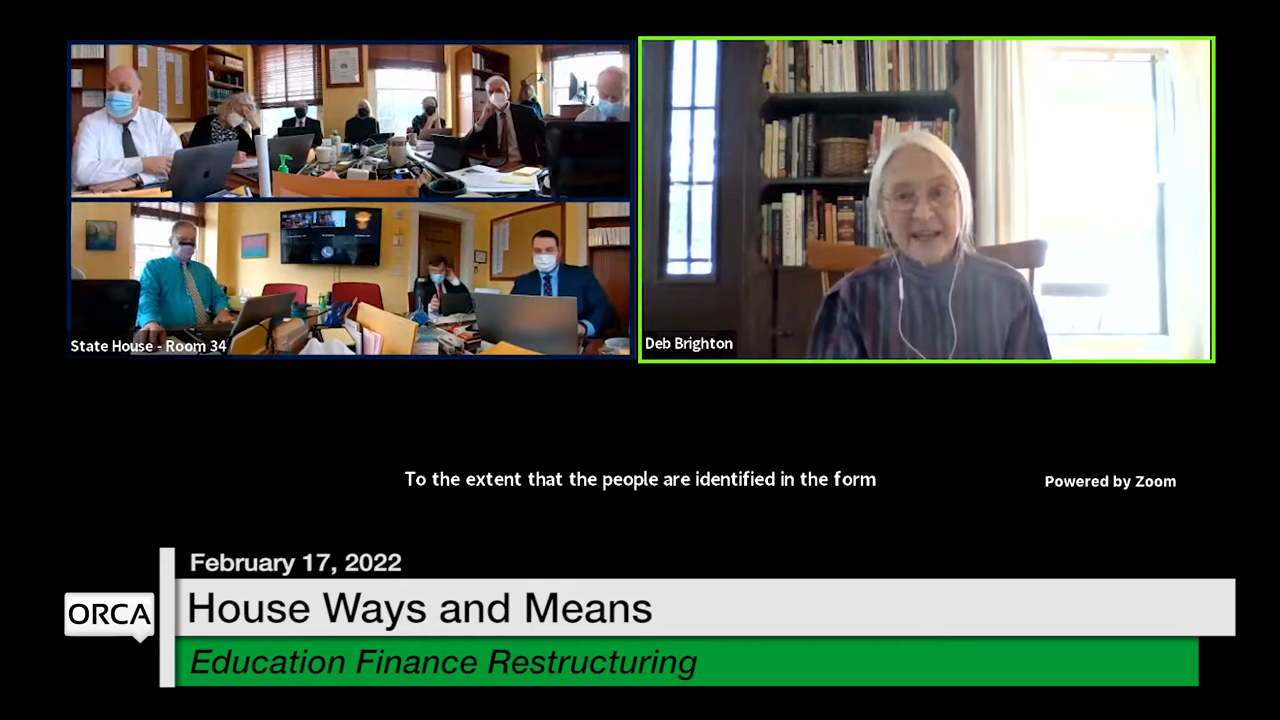 State House - Room 34
Deb Brighton
To the extent that the people are identified in the form
Powered by Zoom
February 17, 2022
ORCA
House Ways and Means
Education Finance Restructuring